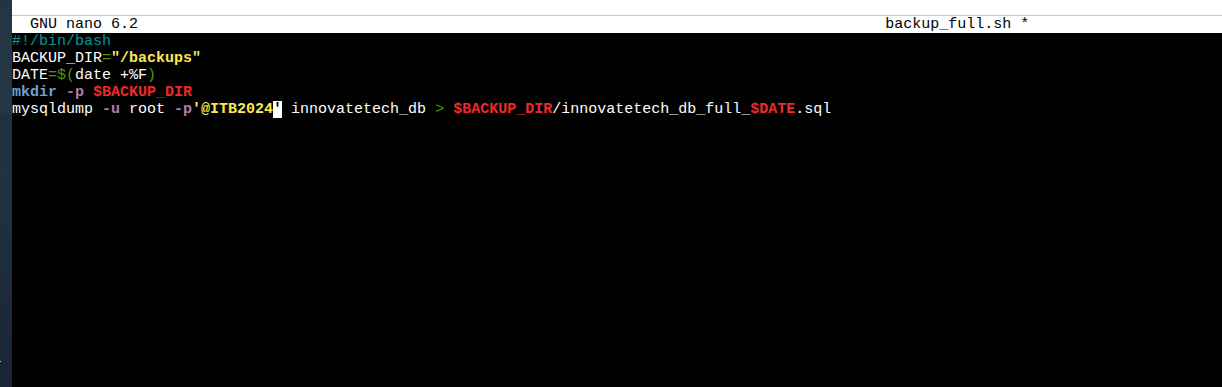 GNU nano 6.2 backup_full.sh *
#!/bin/bash
BACKUP_DIR="/backups"
DATE=$(date +%F)
mkdir -p $BACKUP_DIR
mysqldump -u root -p'@ITB2024' innovatetech_db > $BACKUP_DIR/innovatetech_db_full_$DATE.sql